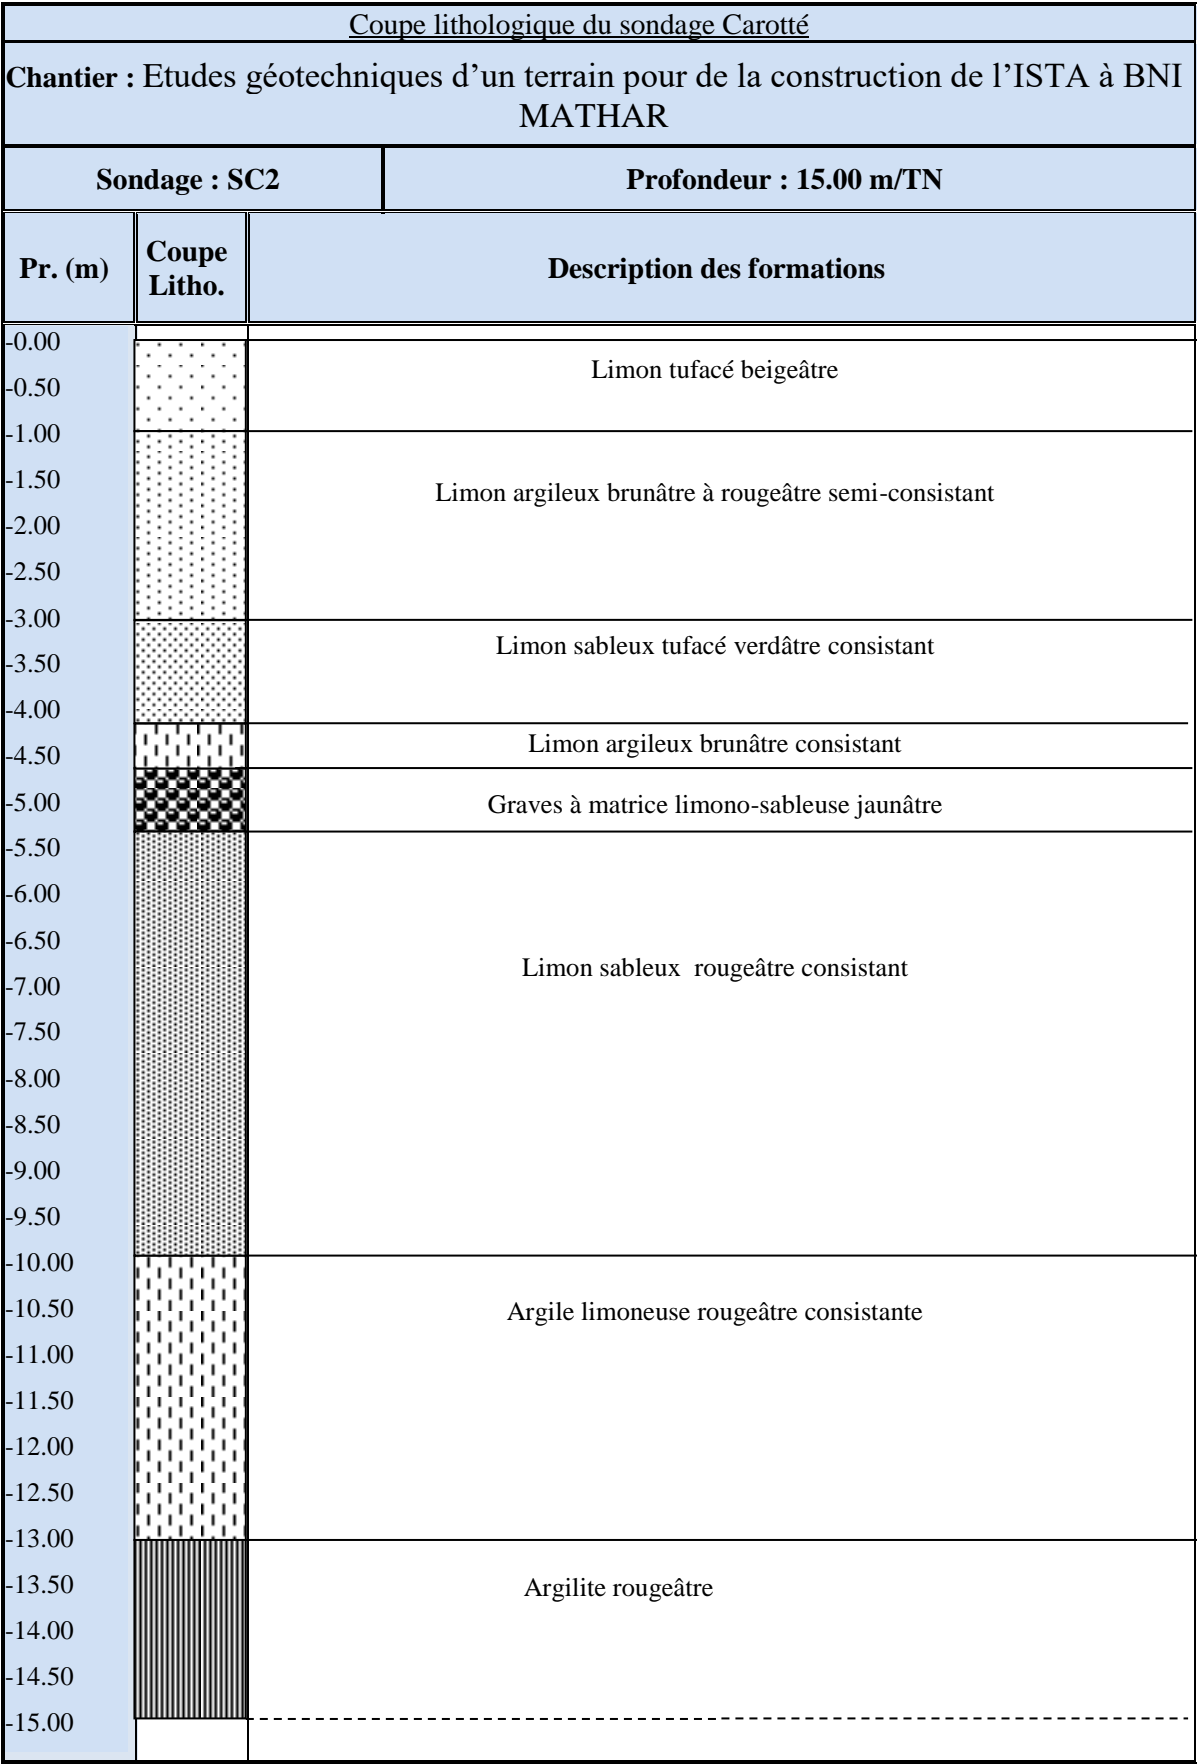 Coupe lithologique du sondage Carotté
Chantier : Etudes géotechniques d’un terrain pour de la construction de l’ISTA à BNI
MATHAR
Sondage : SC2
Profondeur : 15.00 m/TN
Pr. (m)
Coupe
Litho.
Description des formations
-0.00
Limon tufacé beigeâtre
-0.50
-1.00
-1.50
Limon argileux brunâtre à rougeâtre semi-consistant
-2.00
-2.50
-3.00
Limon sableux tufacé verdâtre consistant
-3.50
-4.00
Limon argileux brunâtre consistant
-4.50
-5.00
Graves à matrice limono-sableuse jaunâtre
-5.50
-6.00
-6.50
Limon sableux  rougeâtre consistant
-7.00
-7.50
-8.00
-8.50
-9.00
-9.50
-10.00
-10.50
Argile limoneuse rougeâtre consistante
-11.00
-11.50
-12.00
-12.50
-13.00
-13.50
Argilite rougeâtre
-14.00
-14.50
-15.00